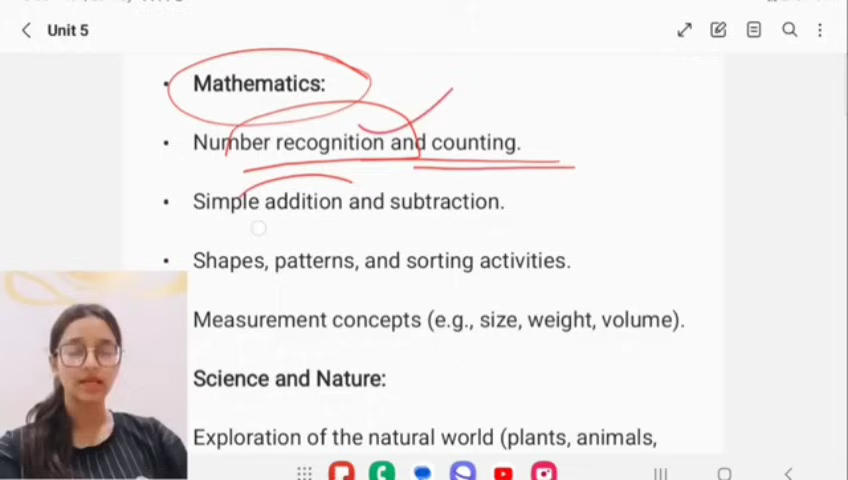 Unit 5
Mathematics:
Number recognition and counting.
Simple addition and subtraction.
Shapes, patterns, and sorting activities.
Measurement concepts (e.g., size, weight, volume).
Science and Nature:
Exploration of the natural world (plants, animals,